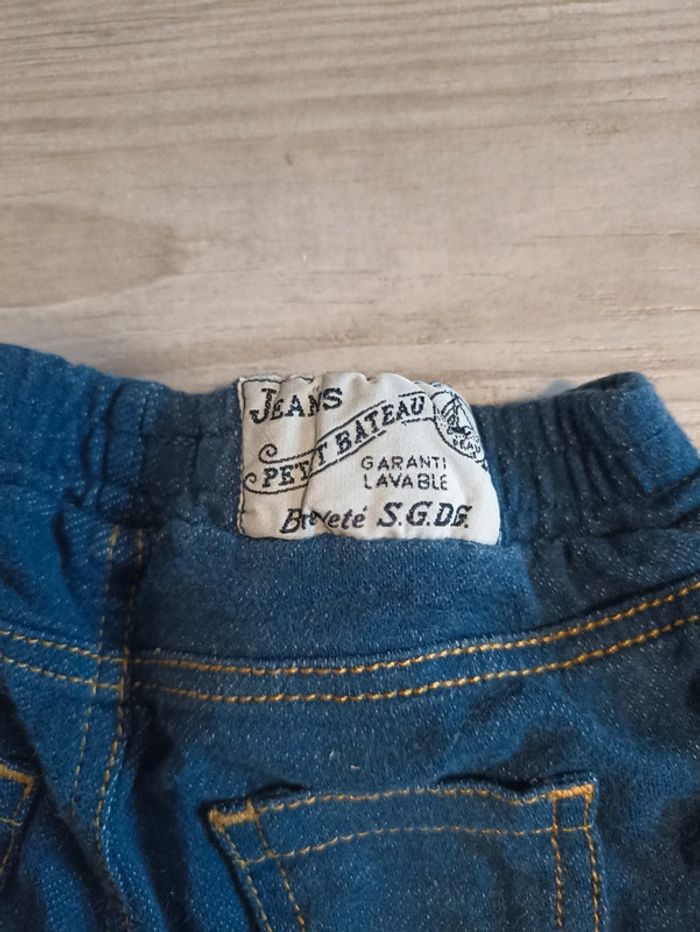 JEANS
PETIT BATEAU
GARANTI
LAVABLE
Breveté S.G.D.G.